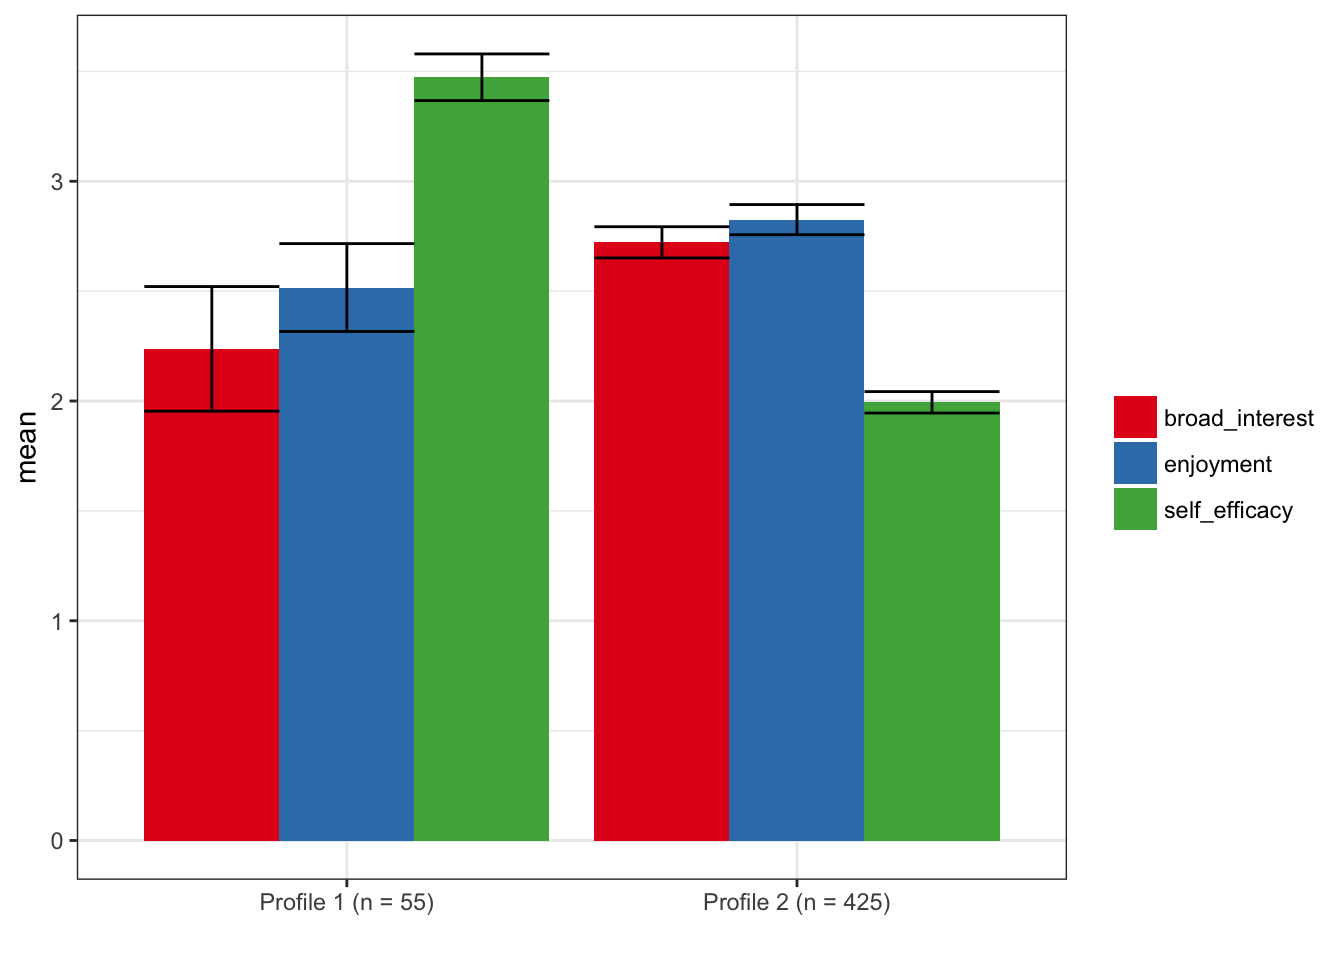 mean
3
2
1
0
Profile 1 (n = 55)
Profile 2 (n = 425)
broad_interest
enjoyment
self_efficacy